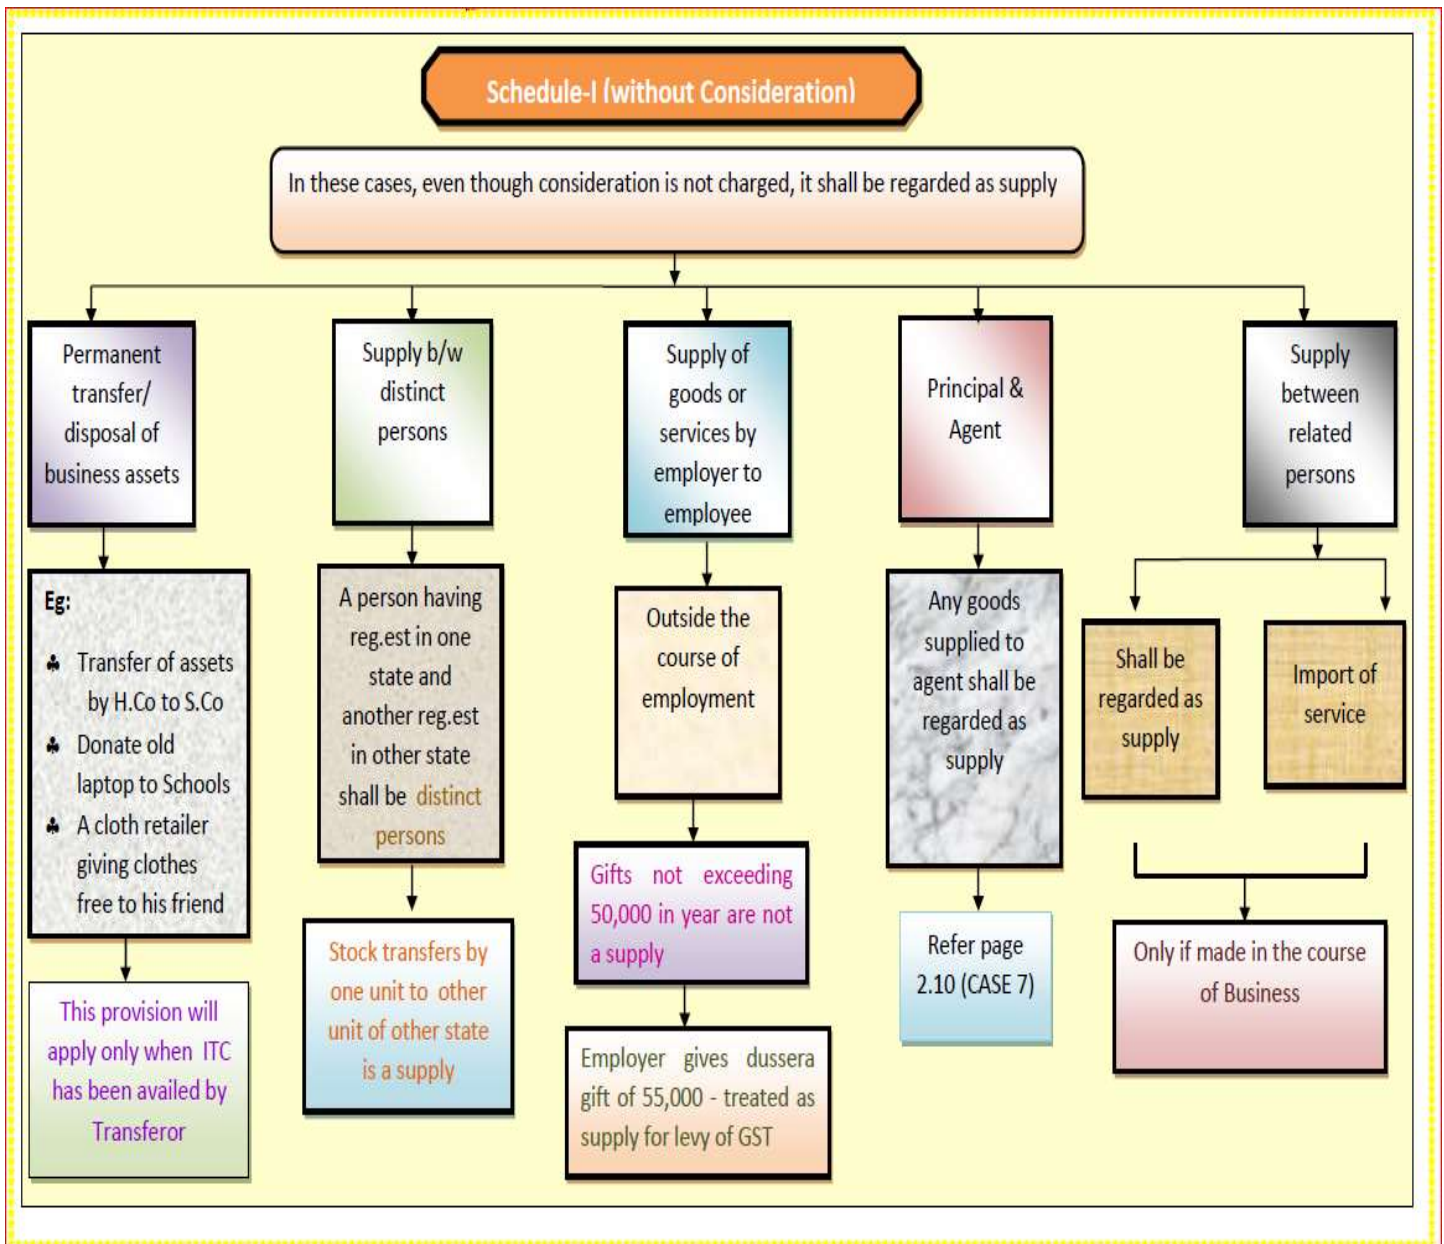 Schedule-I (without Consideration)
In these cases, even though consideration is not charged, it shall be regarded as supply
Permanent
transfer/
disposal of
business assets
Eg:
♣ Transfer of assets
by H.Co to S.Co
♣ Donate old
laptop to Schools
♣ A cloth retailer
giving clothes
free to his friend
This provision will
apply only when ITC
has been availed by
Transferor
Supply b/w
distinct
persons
A person having
reg.est in one
state and
another reg.est
in other state
shall be distinct
persons
Stock transfers by
one unit to other
unit of other state
is a supply
Supply of
goods or
services by
employer to
employee
Outside the
course of
employment
Gifts not exceeding
50,000 in year are not
a supply
Employer gives dussera
gift of 55,000 - treated as
supply for levy of GST
Principal &
Agent
Any goods
supplied to
agent shall be
regarded as
supply
Refer page
2.10 (CASE 7)
Supply
between
related
persons
Shall be
regarded as
supply
Import of
service
Only if made in the course
of Business